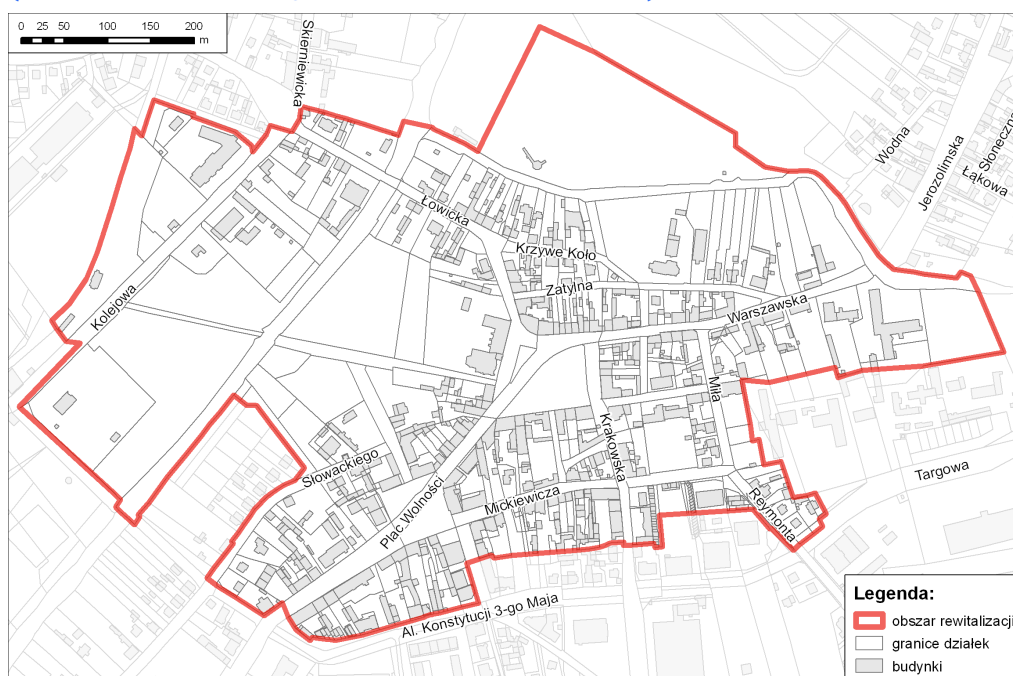 0 25 50 100 150 200
m
Skierniewicka
Wodna
Jerozolimska
Słoneczna
Łąkowa
Łowicka
Krzywe Koło
Zatylna
Warszawska
Kolejowa
Miła
Krakowska
Słowackiego
Plac Wolności
Mickiewicza
Reymonta
Targowa
Al. Konstytucji 3-go Maja
Legenda:
obszar rewitalizacji
granice działek
budynki